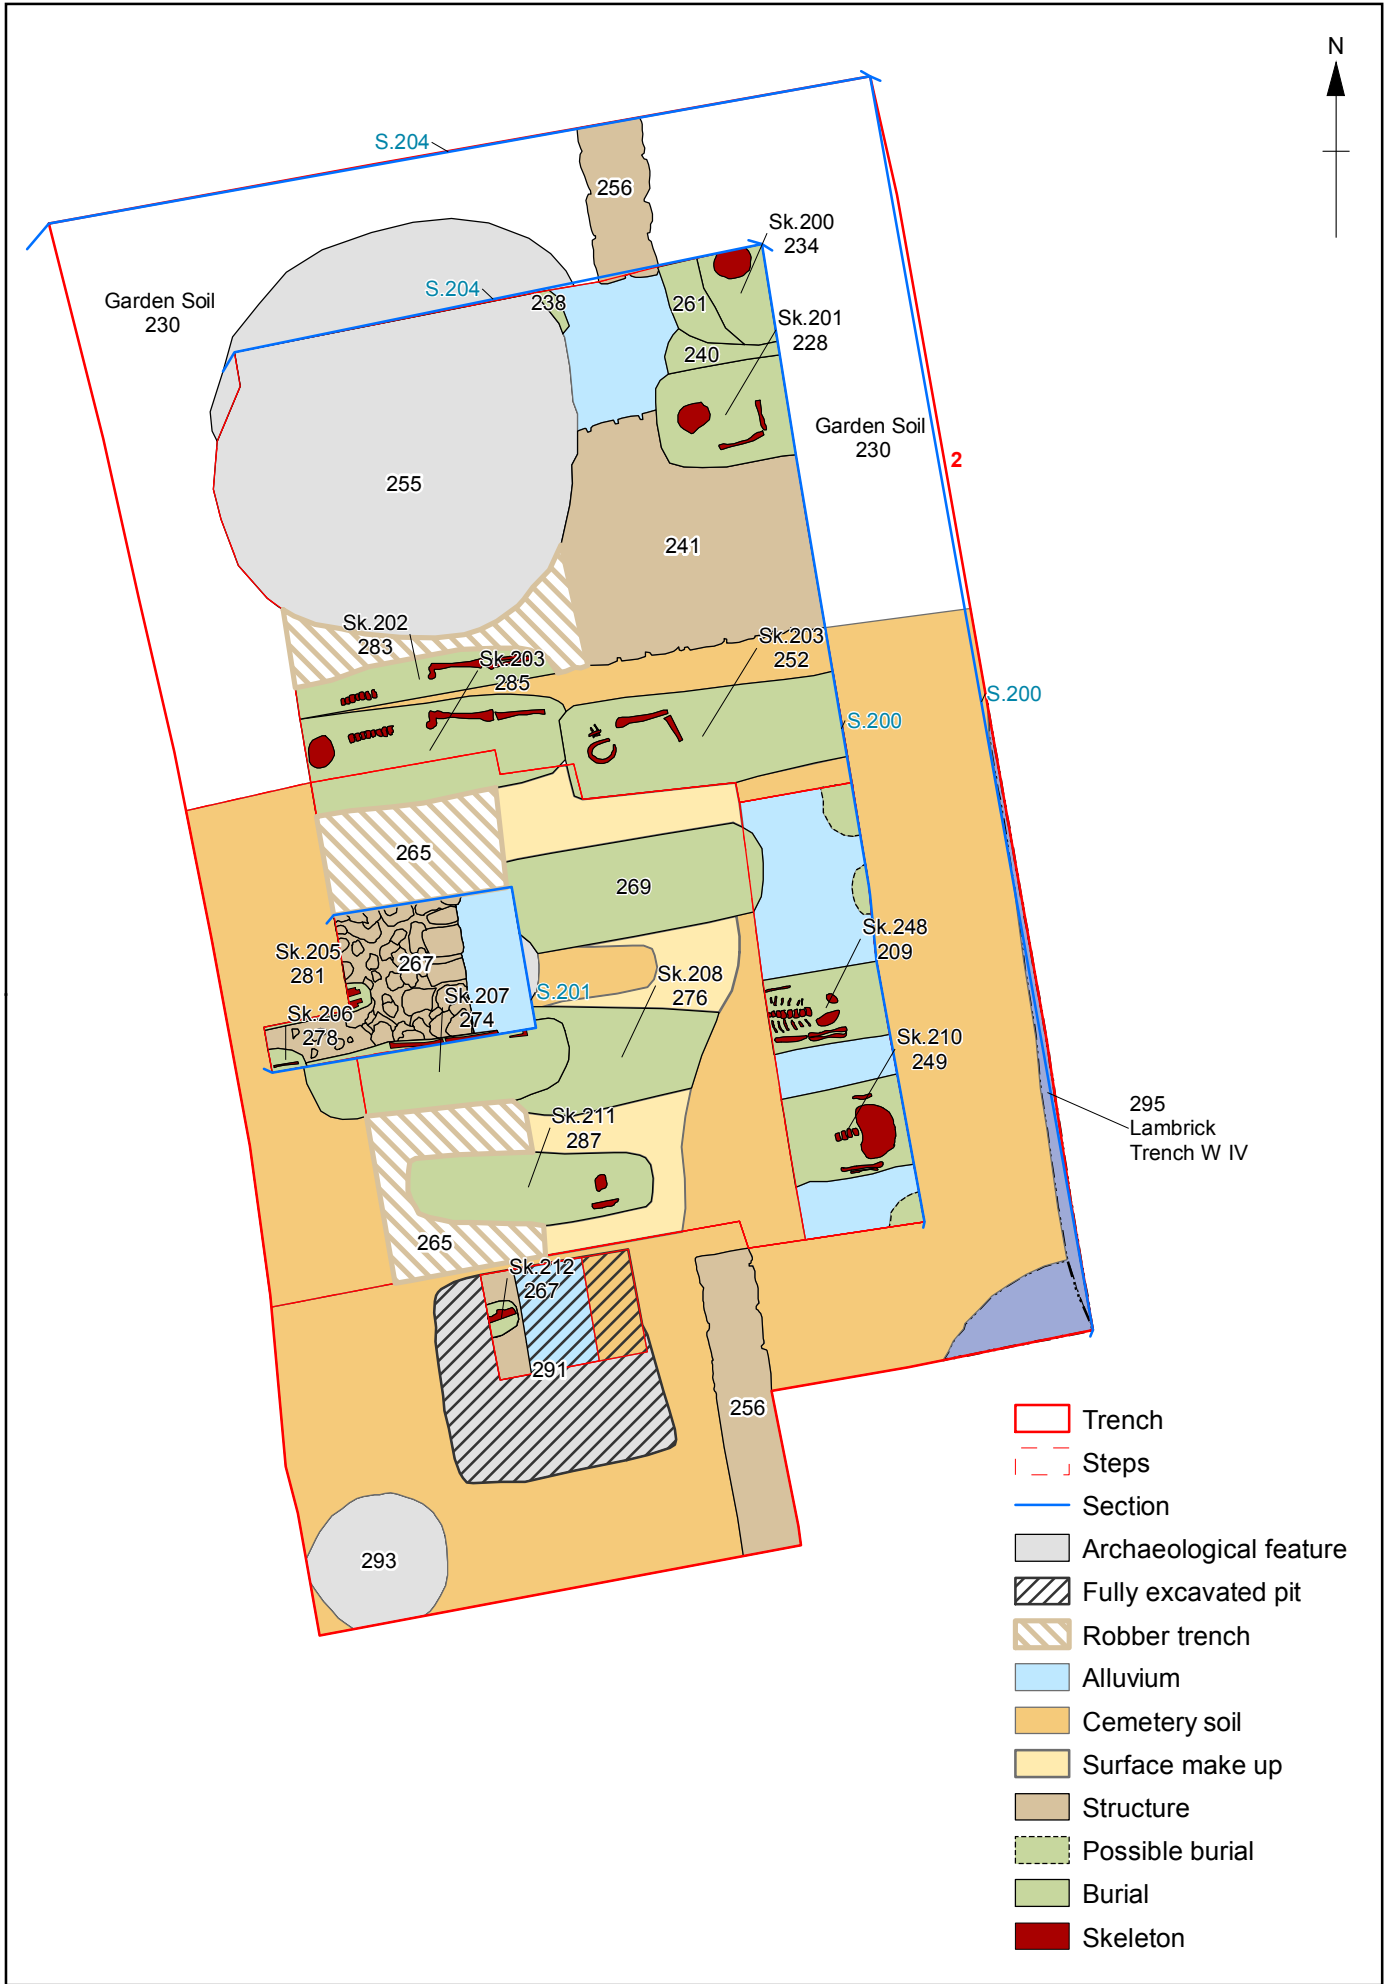 N
S.204
256
Sk.200
234
Garden Soil
230
S.204
238
261
Sk.201
228
240
Garden Soil
230
2
255
241
Sk.202
283
Sk.203
285
Sk.203
252
S.200
S.200
265
269
Sk.205
281
267
Sk.248
209
Sk.206
278
Sk.207
274
S.201
Sk.208
276
Sk.210
249
295
Lambrick
Trench W IV
Sk.211
287
265
Sk.212
267
291
256
293
Trench
Steps
Section
Archaeological feature
Fully excavated pit
Robber trench
Alluvium
Cemetery soil
Surface make up
Structure
Possible burial
Burial
Skeleton